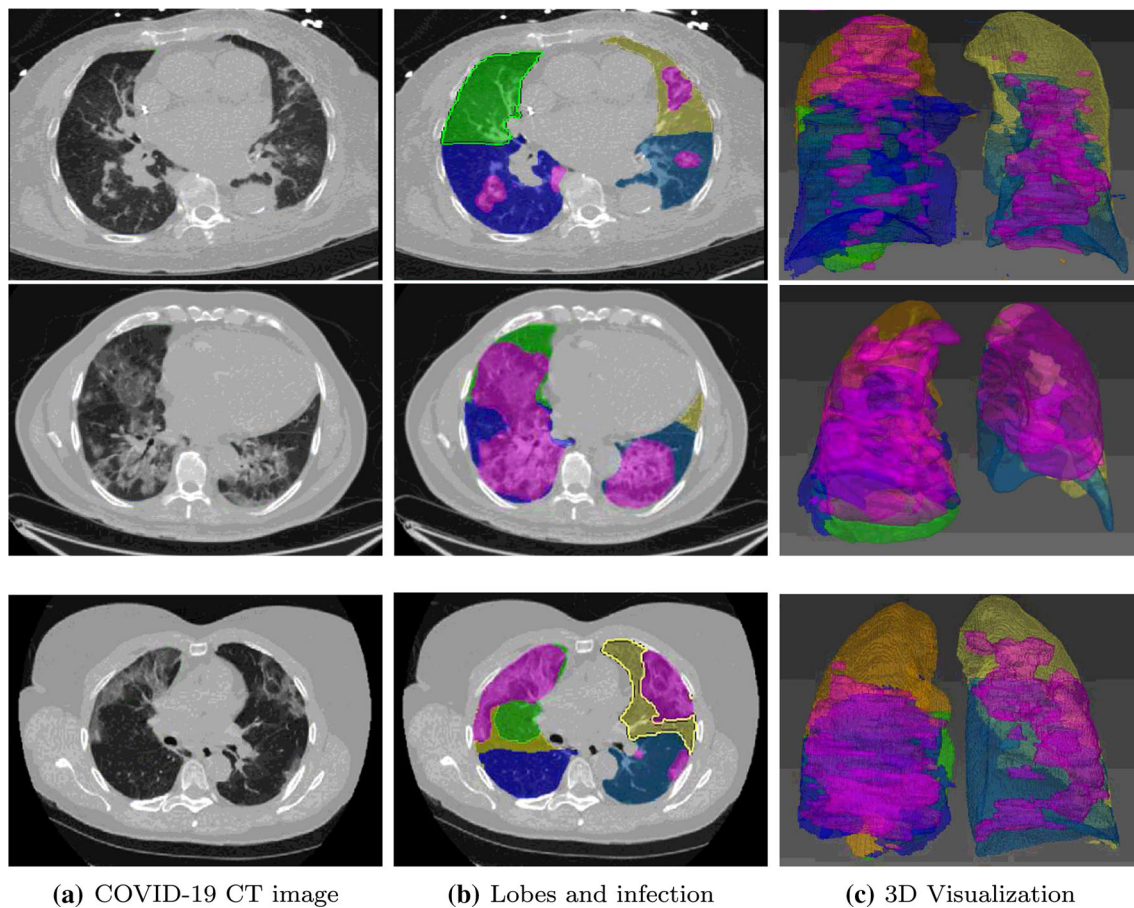 (a) COVID-19 CT image
(b) Lobes and infection
(c) 3D Visualization